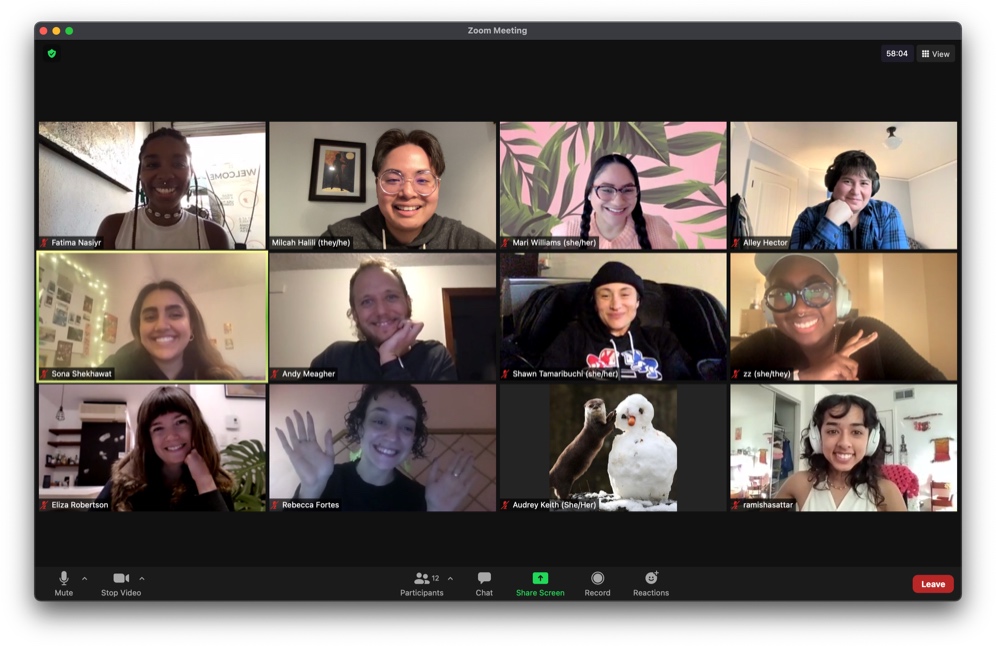 Zoom Meeting
58:04
View
WELCOME
Fatima Nasiyr
Milcah Halili (they/he)
Mari Williams (she/her)
Alley Hector
Sona Shekhawat
Andy Meagher
Shawn Tamaribuchi (she/her)
zz (she/they)
Eliza Robertson
Rebecca Fortes
Audrey Keith (She/Her)
ramishasattar
Mute
Stop Video
12
Participants
Chat
Share Screen
Record
Reactions
Leave